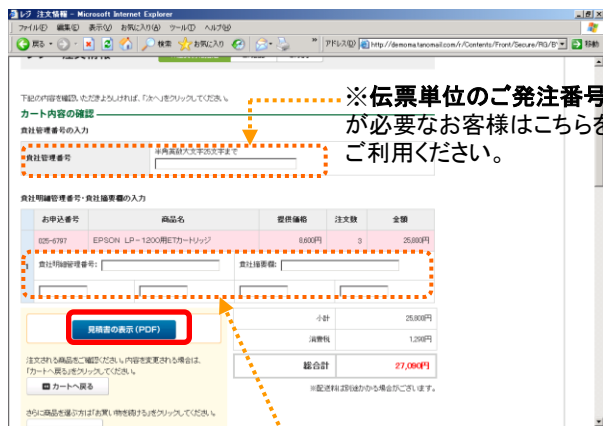 レジ 注文情報 - Microsoft Internet Explorer
ファイル(F) 編集(E) 表示(V) お気に入り(A) ツール(T) ヘルプ(H)
戻る 検索 お気に入り アドレス(D) http://demoma.tanomail.com/r/Contents/Front/Secure/RG/B 移動
下記の内容を確認いただきよろしければ、「次へ」をクリックしてください。
※伝票単位のご発注番号
が必要なお客様はこちらを
ご利用ください。
カート内容の確認
貴社管理番号の入力
半角英数大文字25文字まで
貴社管理番号
貴社明細管理番号・貴社摘要欄の入力
お申込番号 商品名 提供価格 注文数 金額
025-6797 EPSON LP-1200用ETカートリッジ 8,600円 3 25,800円
貴社明細管理番号: 貴社摘要欄:
見積書の表示 (PDF)
小計 25,800円
消費税 1,290円
総合計 27,090円
※配送料は別途かかる場合がございます。
注文される商品をご確認ください。内容を変更される場合は、
「カートへ戻る」をクリックしてください。
カートへ戻る
さらに商品を選ぶ方は「お買い物を続ける」をクリックしてください。